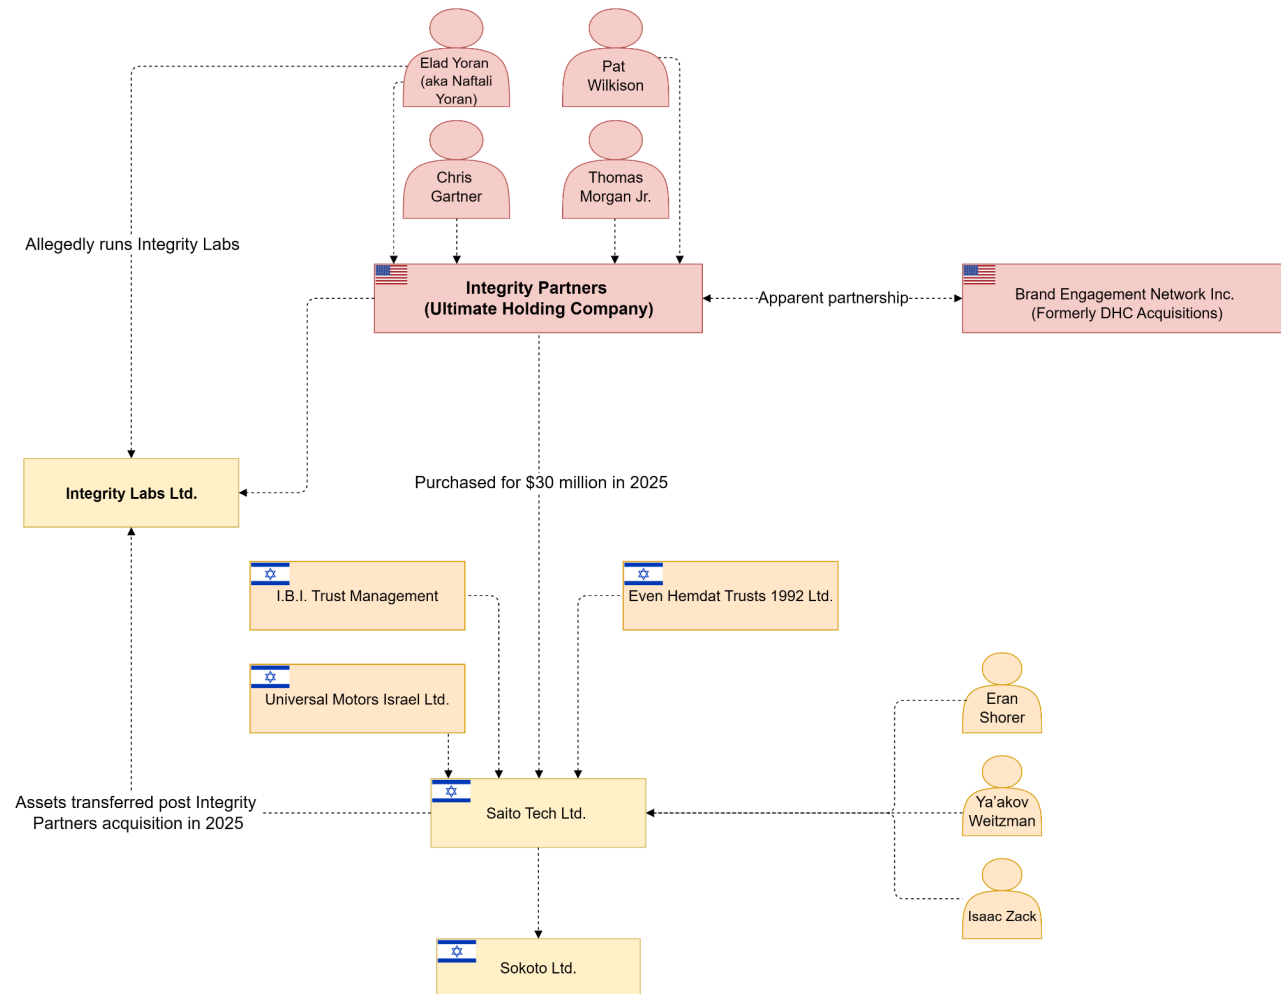 Elad Yoran
(aka Naftali
Yoran)
Pat
Wilkison
Chris
Gartner
Thomas
Morgan Jr.
Allegedly runs Integrity Labs
Integrity Partners
(Ultimate Holding Company)
Apparent partnership
Brand Engagement Network Inc.
(Formerly DHC Acquisitions)
Integrity Labs Ltd.
Purchased for $30 million in 2025
I.B.I. Trust Management
Even Hemdat Trusts 1992 Ltd.
Universal Motors Israel Ltd.
Eran
Shorer
Assets transferred post Integrity
Partners acquisition in 2025
Saito Tech Ltd.
Ya’akov
Weitzman
Isaac Zack
Sokoto Ltd.